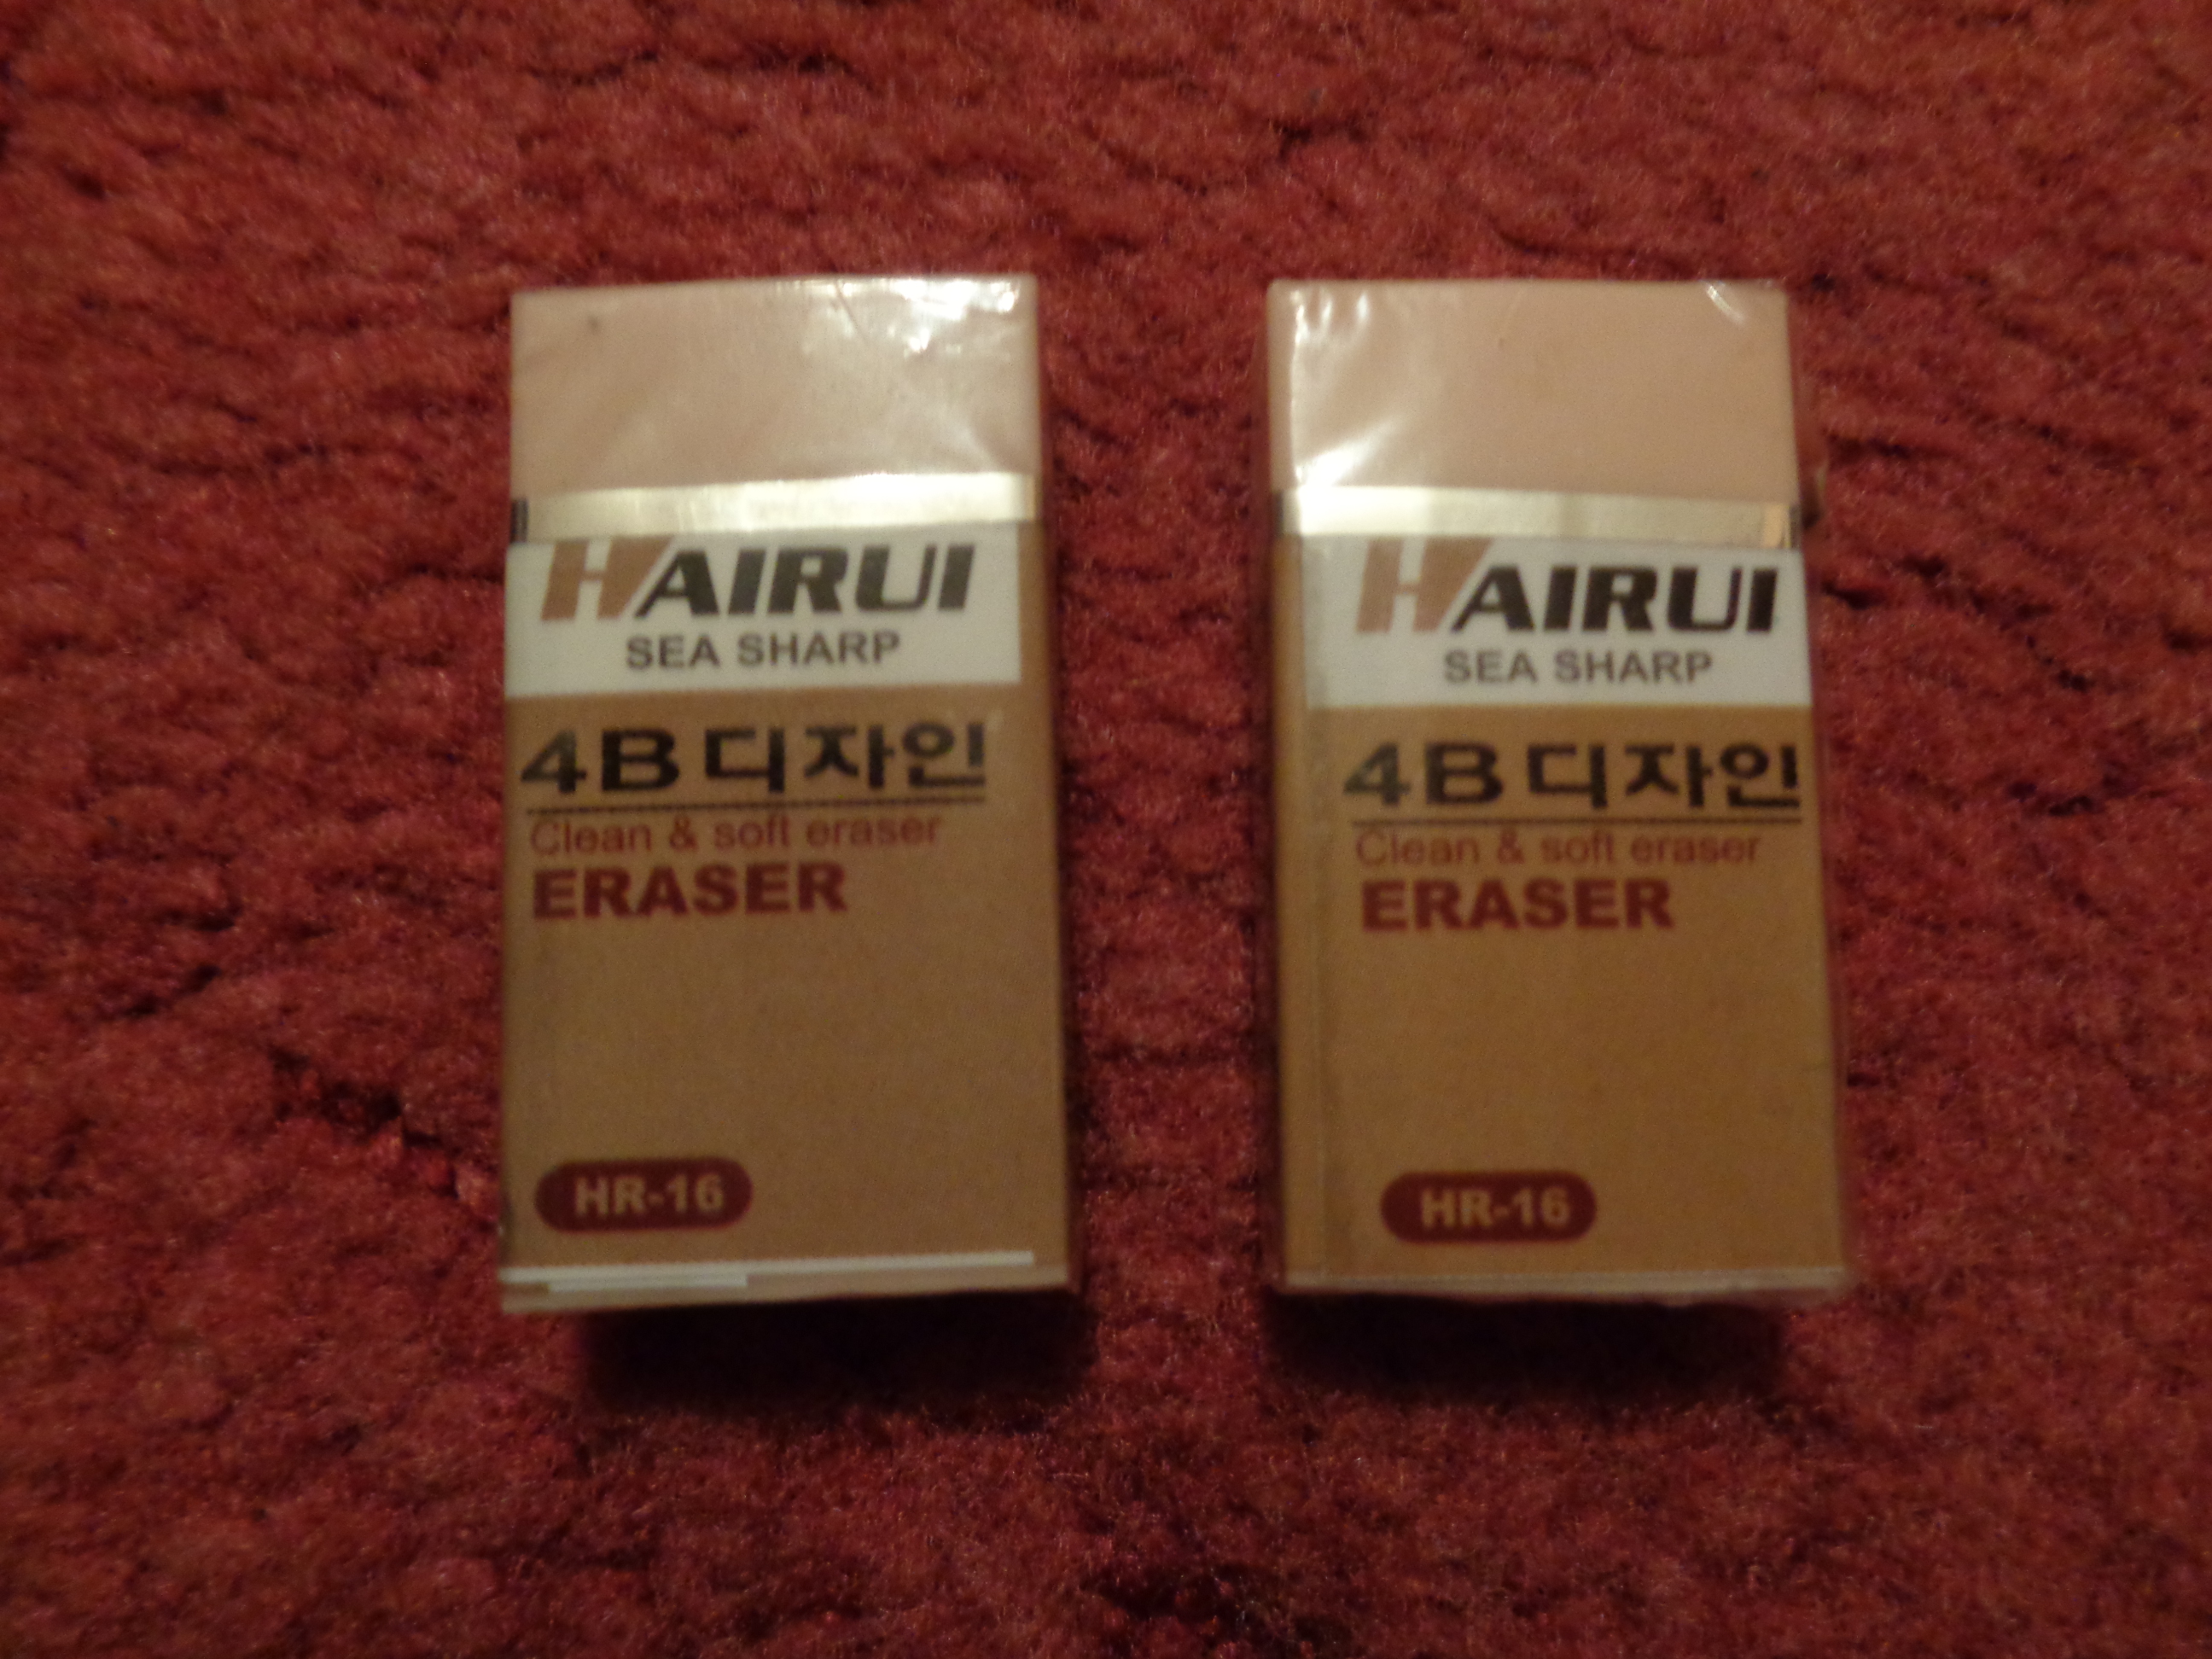 HAIRUI
SEA SHARP
4B 디자인
Clean & soft eraser
ERASER
HR-16
HAIRUI
SEA SHARP
4B 디자인
Clean & soft eraser
ERASER
HR-16